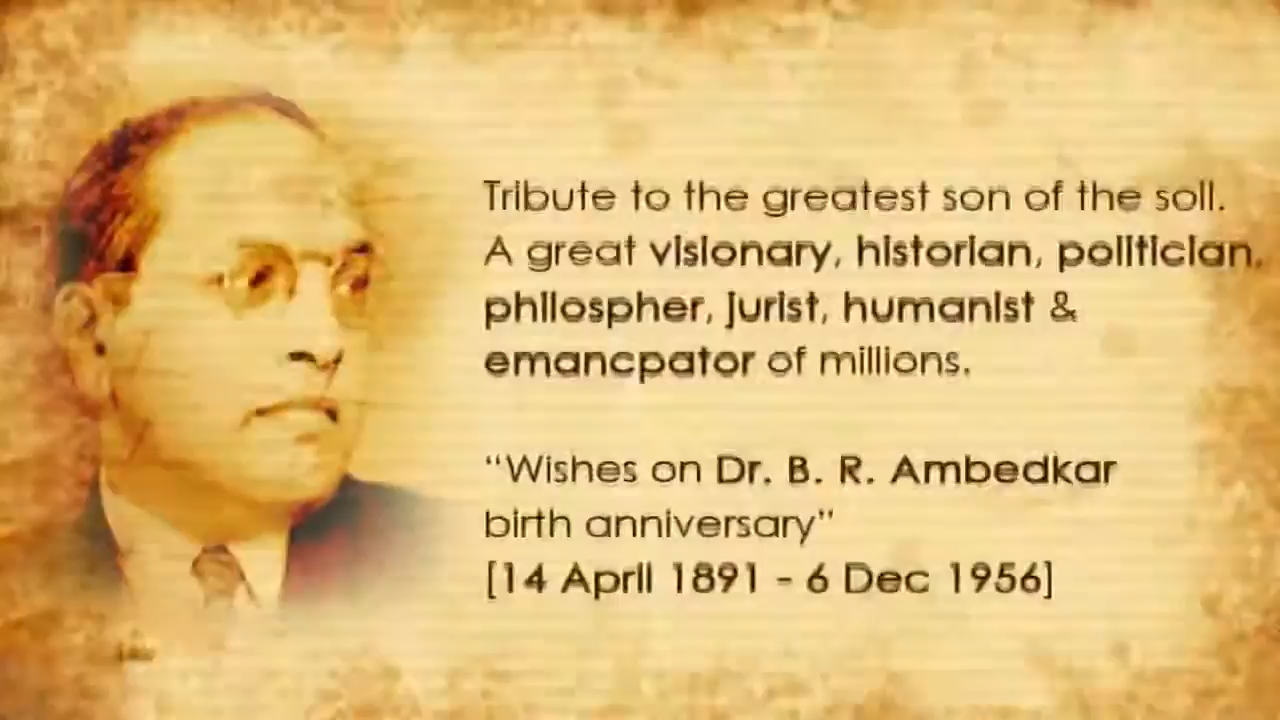 Tribute to the greatest son of the soil.
A great visionary, historian, politician,
philospher, jurist, humanist &
emancpator of millions.
“Wishes on Dr. B. R. Ambedkar
birth anniversary”
[14 April 1891 - 6 Dec 1956]